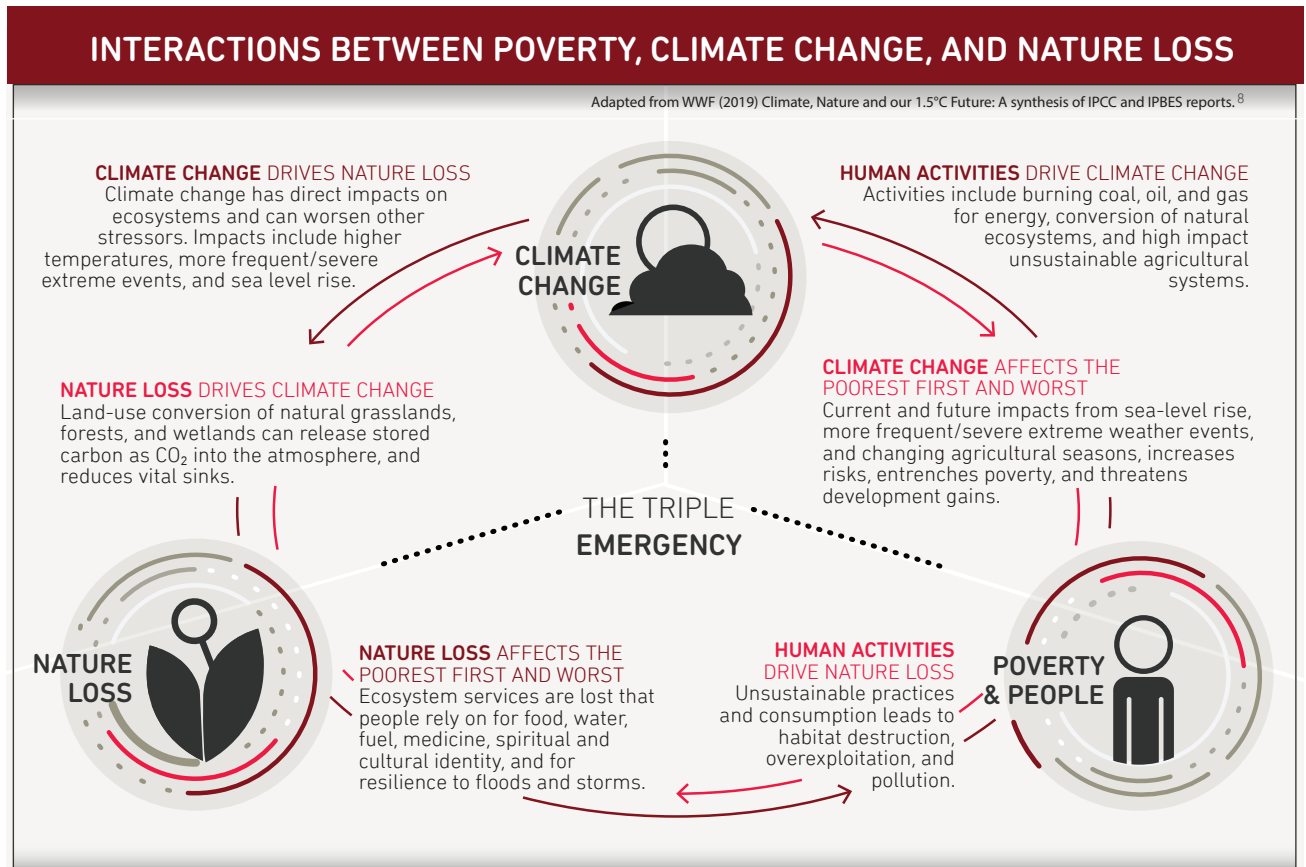 INTERACTIONS BETWEEN POVERTY, CLIMATE CHANGE, AND NATURE LOSS
Adapted from WWF (2019) Climate, Nature and our 1.5°C Future: A synthesis of IPCC and IPBES reports. 8
CLIMATE CHANGE DRIVES NATURE LOSS
Climate change has direct impacts on
ecosystems and can worsen other
stressors. Impacts include higher
temperatures, more frequent/severe
extreme events, and sea level rise.
CLIMATE
CHANGE
HUMAN ACTIVITIES DRIVE CLIMATE CHANGE
Activities include burning coal, oil, and gas
for energy, conversion of natural
ecosystems, and high impact
unsustainable agricultural
systems.
NATURE LOSS DRIVES CLIMATE CHANGE
Land-use conversion of natural grasslands,
forests, and wetlands can release stored
carbon as CO₂ into the atmosphere, and
reduces vital sinks.
CLIMATE CHANGE AFFECTS THE
POOREST FIRST AND WORST
Current and future impacts from sea-level rise,
more frequent/severe extreme weather events,
and changing agricultural seasons, increases
risks, entrenches poverty, and threatens
development gains.
THE TRIPLE
EMERGENCY
NATURE
LOSS
NATURE LOSS AFFECTS THE
POOREST FIRST AND WORST
Ecosystem services are lost that
people rely on for food, water,
fuel, medicine, spiritual and
cultural identity, and for
resilience to floods and storms.
HUMAN ACTIVITIES
DRIVE NATURE LOSS
Unsustainable practices
and consumption leads to
habitat destruction,
overexploitation, and
pollution.
POVERTY
& PEOPLE